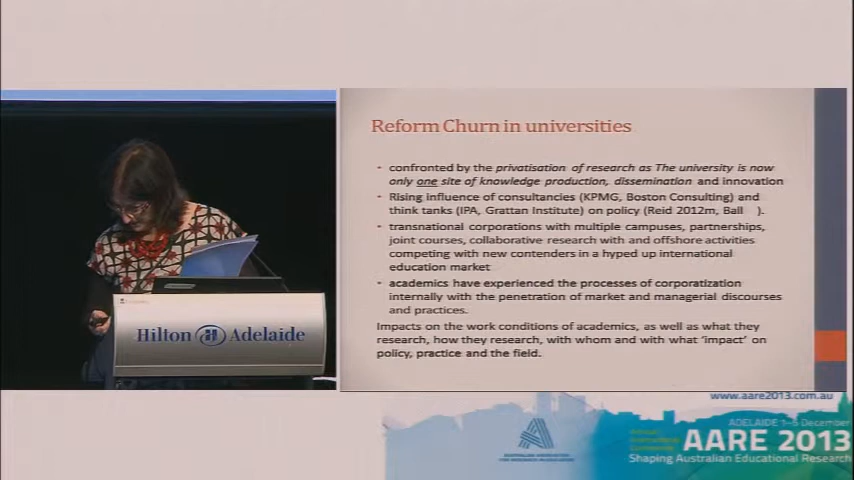 Reform Churn in universities
confronted by the privatisation of research as The university is now
only one site of knowledge production, dissemination and innovation
Rising influence of consultancies (KPMG, Boston Consulting) and
think tanks (IPA, Grattan Institute) on policy (Reid 2012m, Ball ).
transnational corporations with multiple campuses, partnerships,
joint courses, collaborative research with and offshore activities
competing with new contenders in a hyped up international
education market
academics have experienced the processes of corporatization
internally with the penetration of market and managerial discourses
and practices.
Impacts on the work conditions of academics, as well as what they
research, how they research, with whom and with what 'impact' on
policy, practice and the field.
Hilton Adelaide
www.aare2013.com.au
ADELAIDE 1-5 December
AARE 2013
Shaping Australian Educational Research